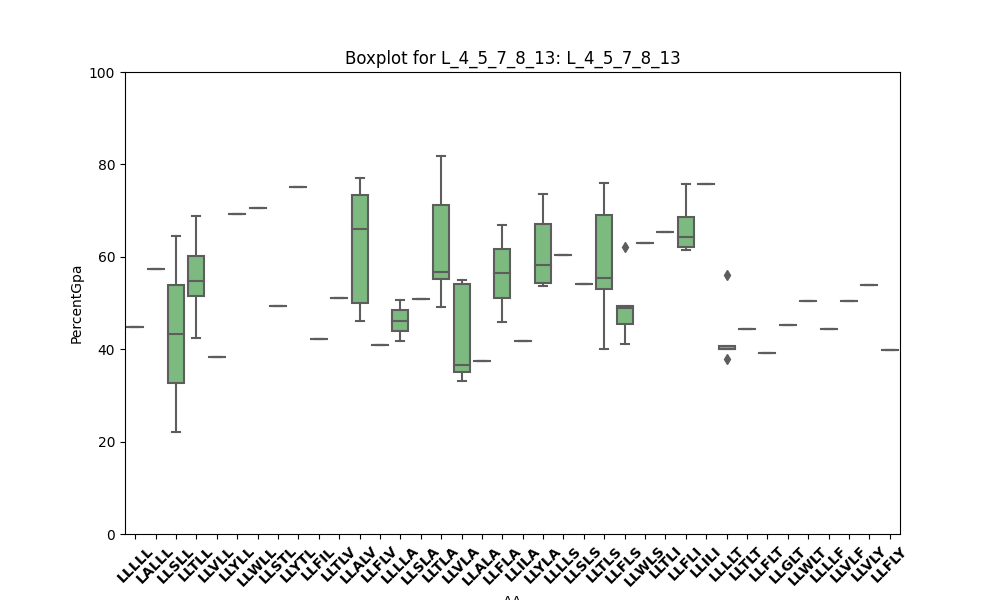 Boxplot for L_4_5_7_8_13: L_4_5_7_8_13
100
80
60
40
20
0
PercentGpa
LLLLL
LALLL
LLSLL
LLTLL
LLVLL
LLYLL
LLWLL
LLSTL
LLYTL
LLFIL
LLTLV
LLALV
LLFLV
LLLLA
LLSLA
LLTLA
LLVLA
LLALA
LLFLA
LLILA
LLYLA
LLLLS
LLSLS
LLTLS
LLFLS
LLWLS
LLTLI
LLFLI
LLILI
LLLLT
LLTLT
LLFLT
LLGLT
LLWLT
LLLLF
LLVLF
LLVLY
LLFLY
AA